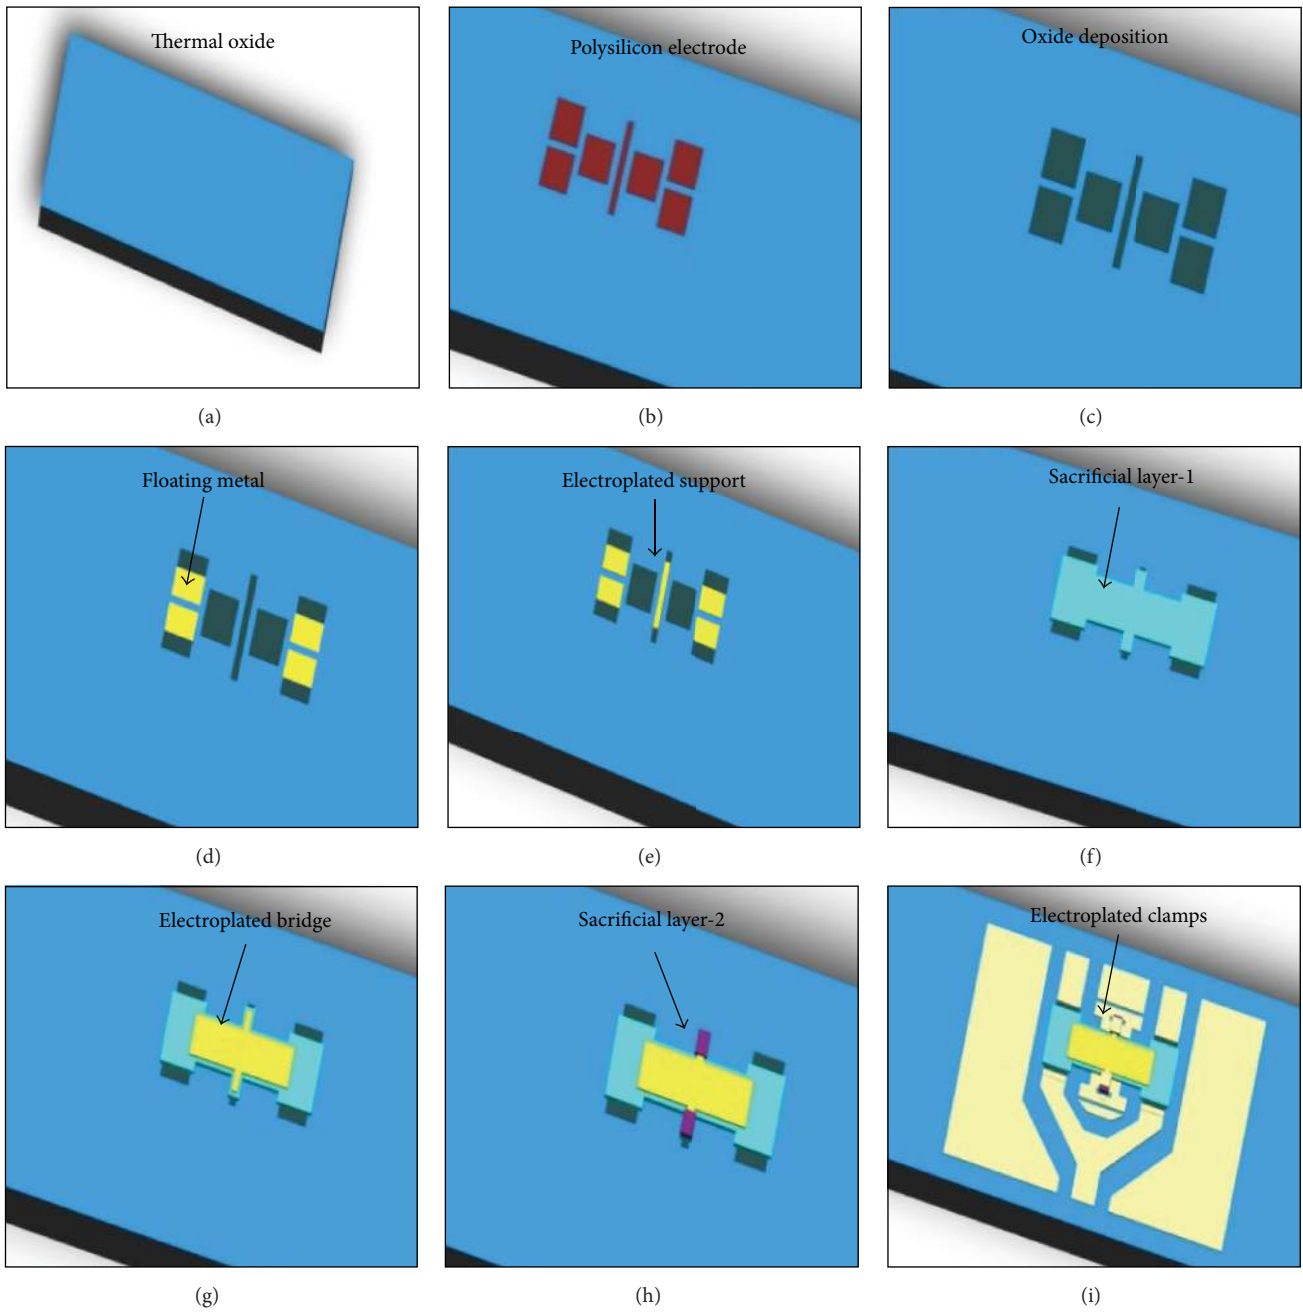 Thermal oxide
Polysilicon electrode
Oxide deposition
(a)
(b)
(c)
Floating metal
Electroplated support
Sacrificial layer-1
(d)
(e)
(f)
Electroplated bridge
Sacrificial layer-2
Electroplated clamps
(g)
(h)
(i)